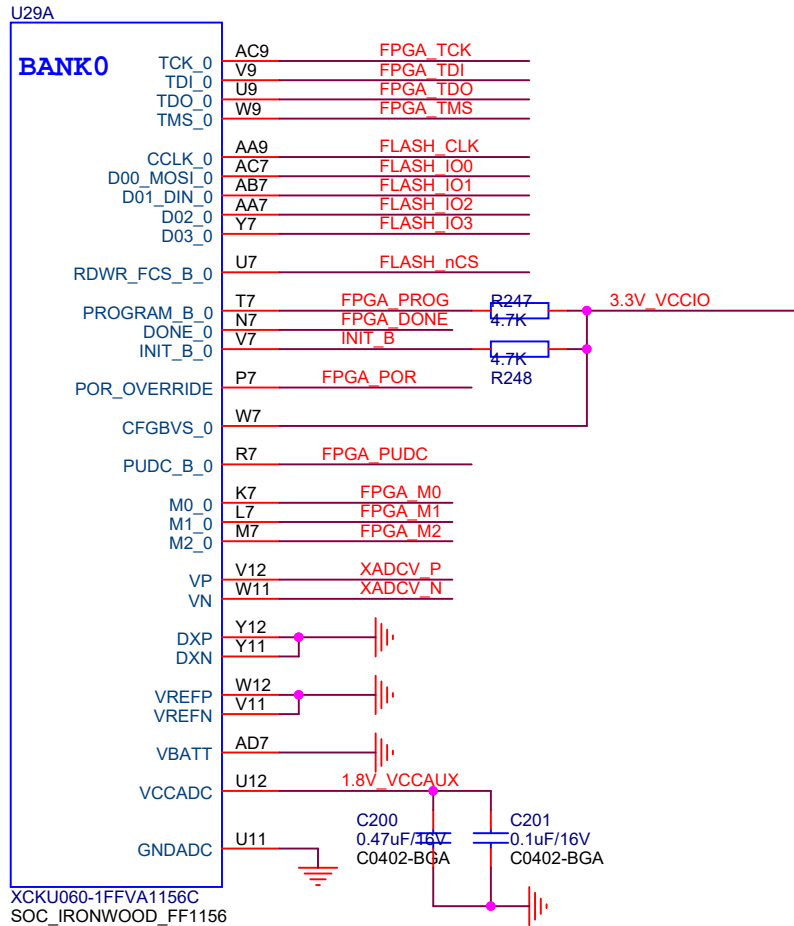 U29A
BANK0
TCK_0 AC9 FPGA_TCK
TDI_0 V9 FPGA_TDI
TDO_0 U9 FPGA_TDO
TMS_0 W9 FPGA_TMS
CCLK_0 AA9 FLASH_CLK
D00_MOSI_0 AC7 FLASH_IO0
D01_DIN_0 AB7 FLASH_IO1
D02_0 AA7 FLASH_IO2
D03_0 Y7 FLASH_IO3
RDWR_FCS_B_0 U7 FLASH_nCS
PROGRAM_B_0 T7 FPGA_PROG R247 3.3V_VCCIO
4.7K
DONE_0 N7 FPGA_DONE
INIT_B_0 V7 INIT_B
4.7K
R248
POR_OVERRIDE P7 FPGA_POR
CFGBVS_0 W7
PUDC_B_0 R7 FPGA_PUDC
M0_0 K7 FPGA_M0
M1_0 L7 FPGA_M1
M2_0 M7 FPGA_M2
VP V12 XADCV_P
VN W11 XADCV_N
DXP Y12
DXN Y11
VREFP W12
VREFN V11
VBATT AD7
VCCADC U12 1.8V_VCCAUX
C200 C201
0.47uF/16V 0.1uF/16V
C0402-BGA C0402-BGA
GNDADC U11
XCKU060-1FFVA1156C
SOC_IRONWOOD_FF1156